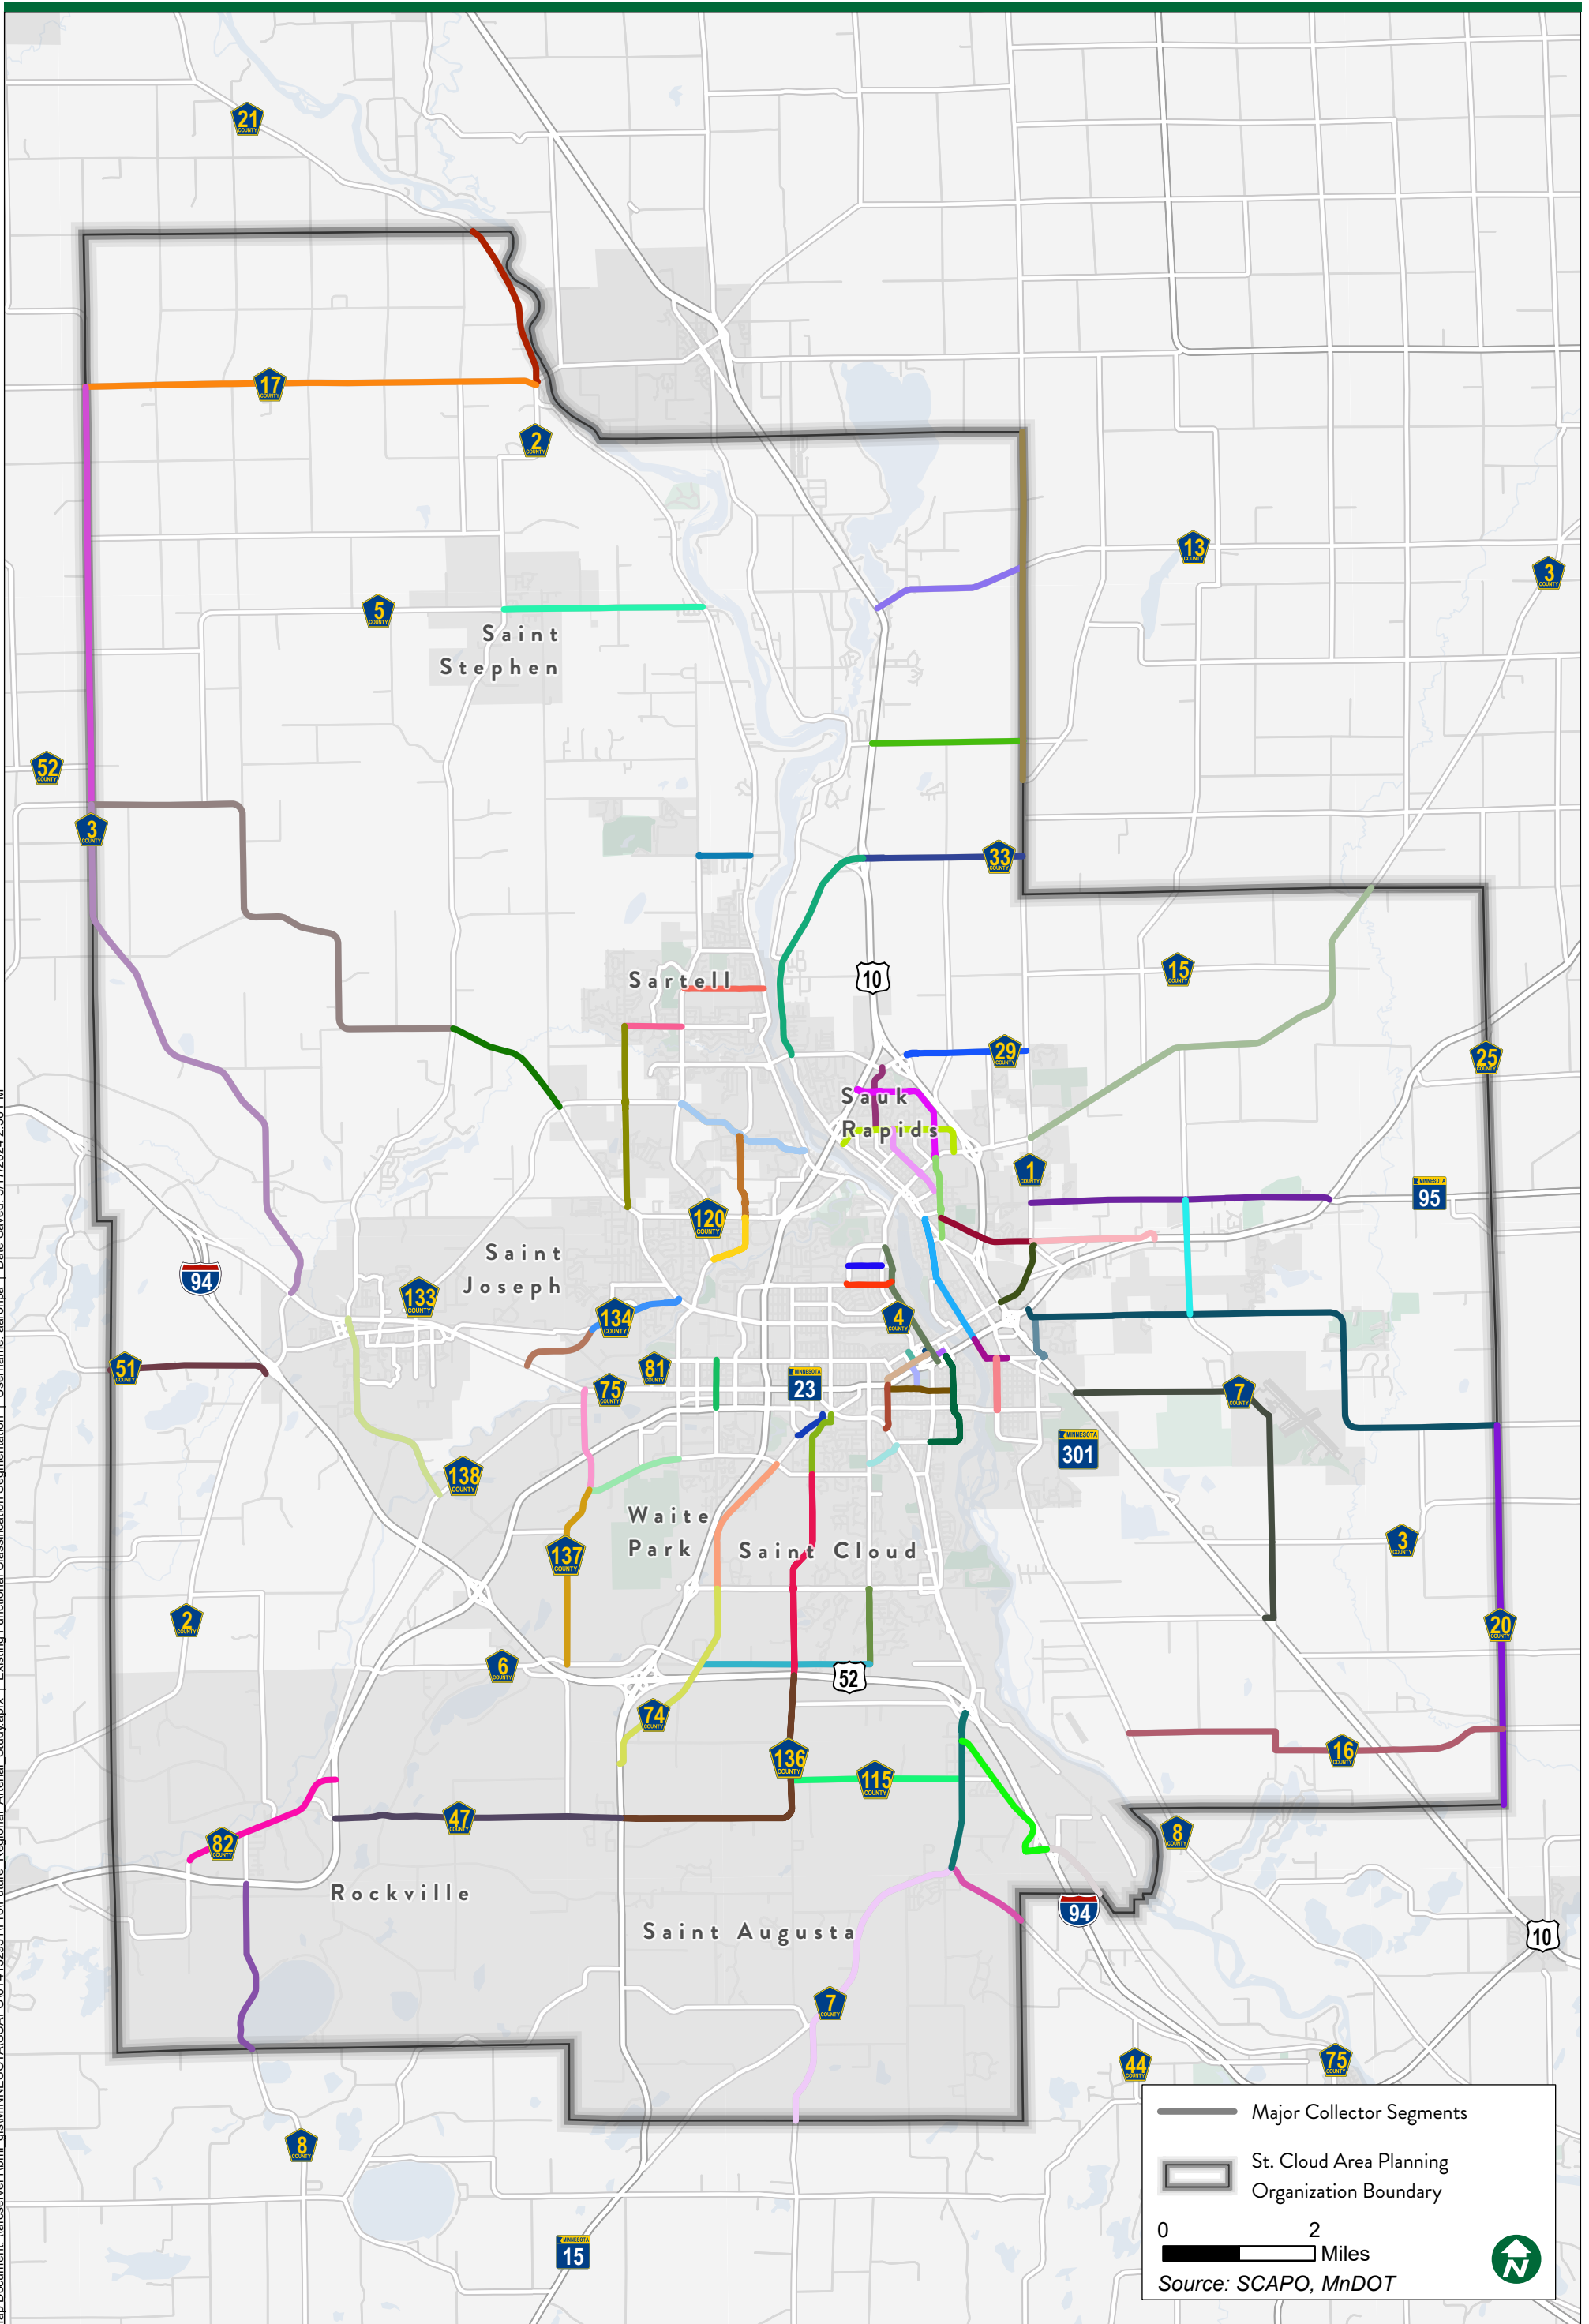 21 COUNTY
17 COUNTY
2 COUNTY
13 COUNTY
3 COUNTY
5 COUNTY
Saint
Stephen
52 COUNTY
3 COUNTY
33 COUNTY
Sartell
10
15 COUNTY
29 COUNTY
25 COUNTY
Sauk
Rapids
1 COUNTY
MINNESOTA 95
120 COUNTY
Saint
Joseph
94
133 COUNTY
134 COUNTY
4 COUNTY
51 COUNTY
81 COUNTY
75 COUNTY
MINNESOTA 23
7 COUNTY
MINNESOTA 301
138 COUNTY
Waite
Park
Saint Cloud
137 COUNTY
3 COUNTY
2 COUNTY
20 COUNTY
6 COUNTY
52
74 COUNTY
136 COUNTY
16 COUNTY
115 COUNTY
47 COUNTY
82 COUNTY
8 COUNTY
Rockville
94
Saint Augusta
10
7 COUNTY
44 COUNTY
75 COUNTY
8 COUNTY
MINNESOTA 15
Major Collector Segments
St. Cloud Area Planning
Organization Boundary
0 2
Miles
Source: SCAPO, MnDOT
N